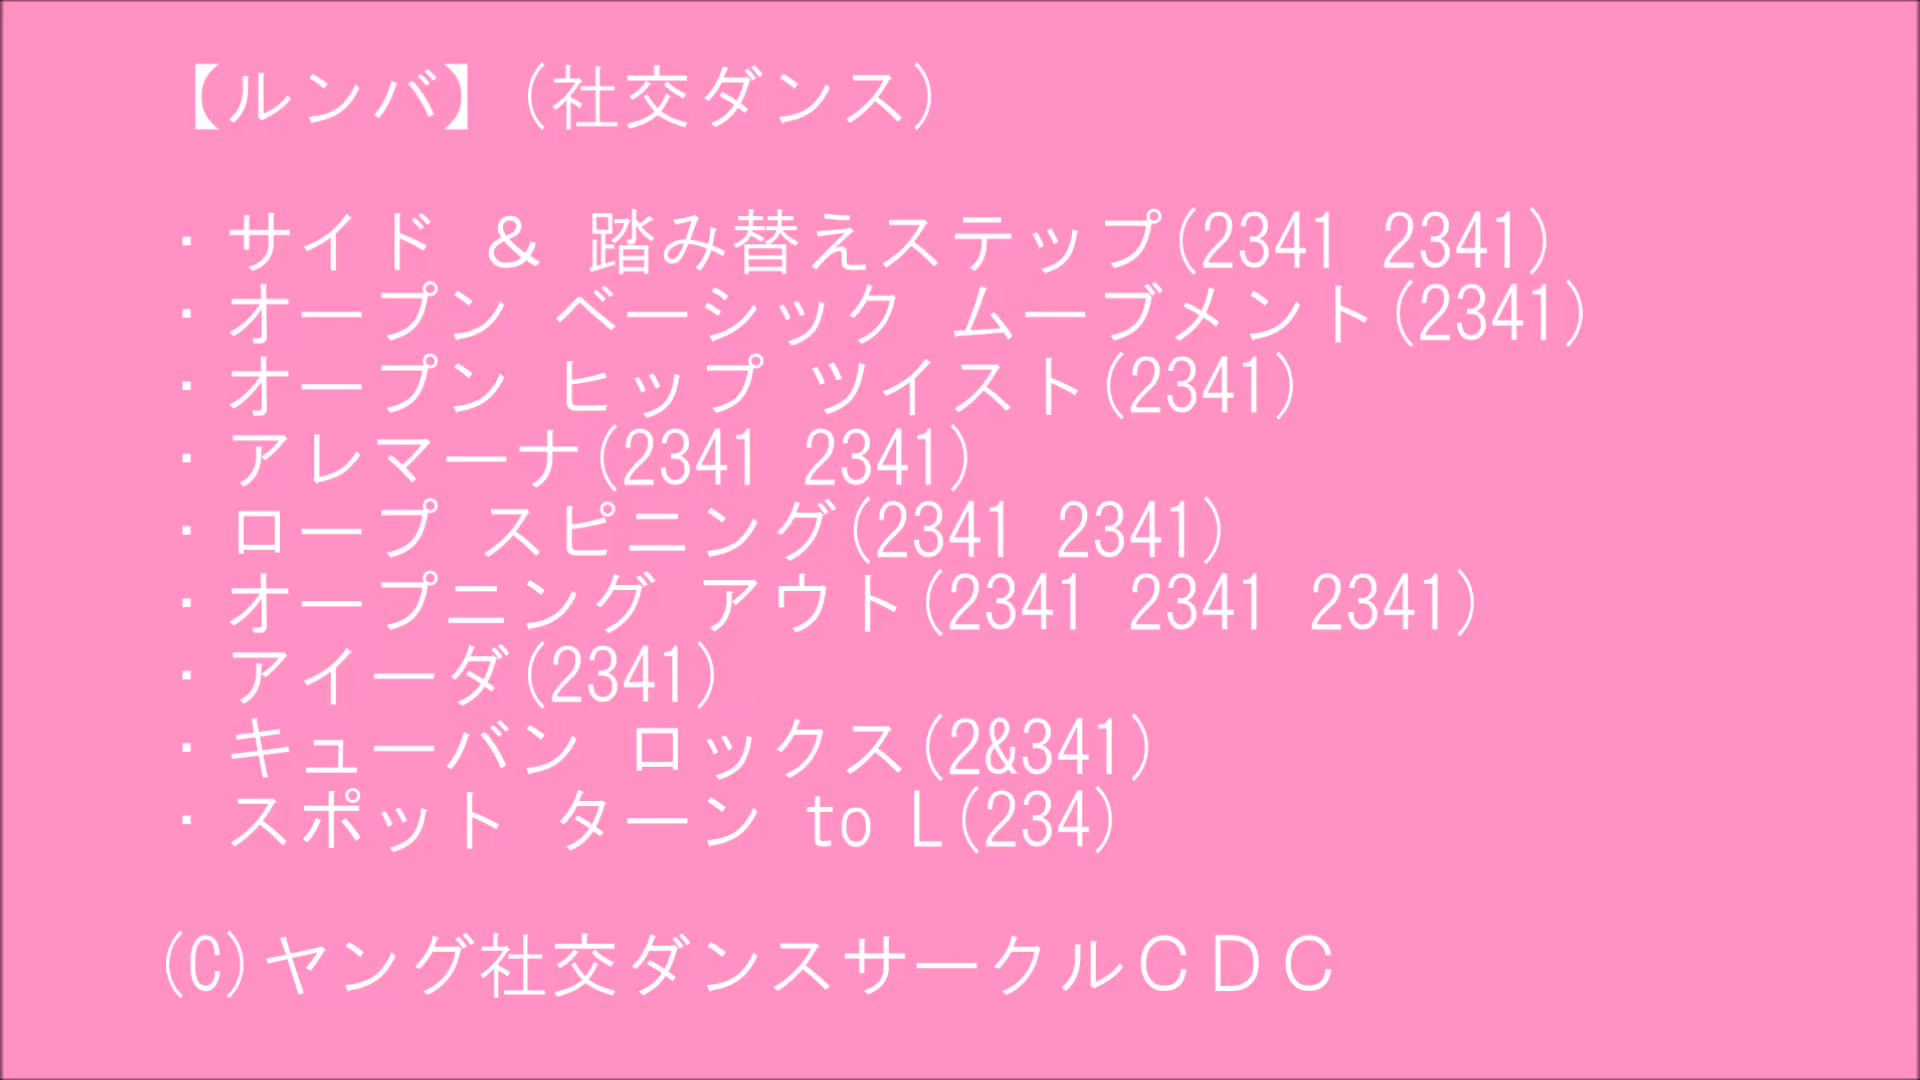 【ルンバ】(社交ダンス)
・サイド ＆ 踏み替えステップ(2341 2341)
・オープン ベーシック ムーブメント(2341)
・オープン ヒップ ツイスト(2341)
・アレマーナ(2341 2341)
・ロープ スピニング(2341 2341)
・オープニング アウト(2341 2341 2341)
・アイーダ(2341)
・キューバン ロックス(2&341)
・スポット ターン to L(234)
(C)ヤング社交ダンスサークルＣＤＣ